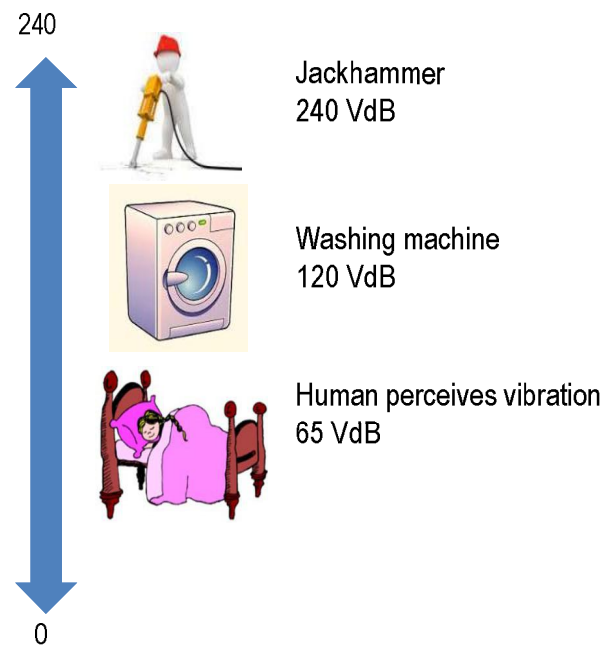 240
Jackhammer
240 VdB
Washing machine
120 VdB
Human perceives vibration
65 VdB
0